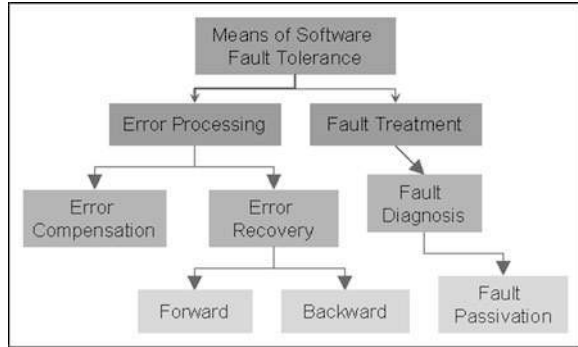 Means of Software
Fault Tolerance
Error Processing
Fault Treatment
Error
Compensation
Error
Recovery
Fault
Diagnosis
Forward
Backward
Fault
Passivation